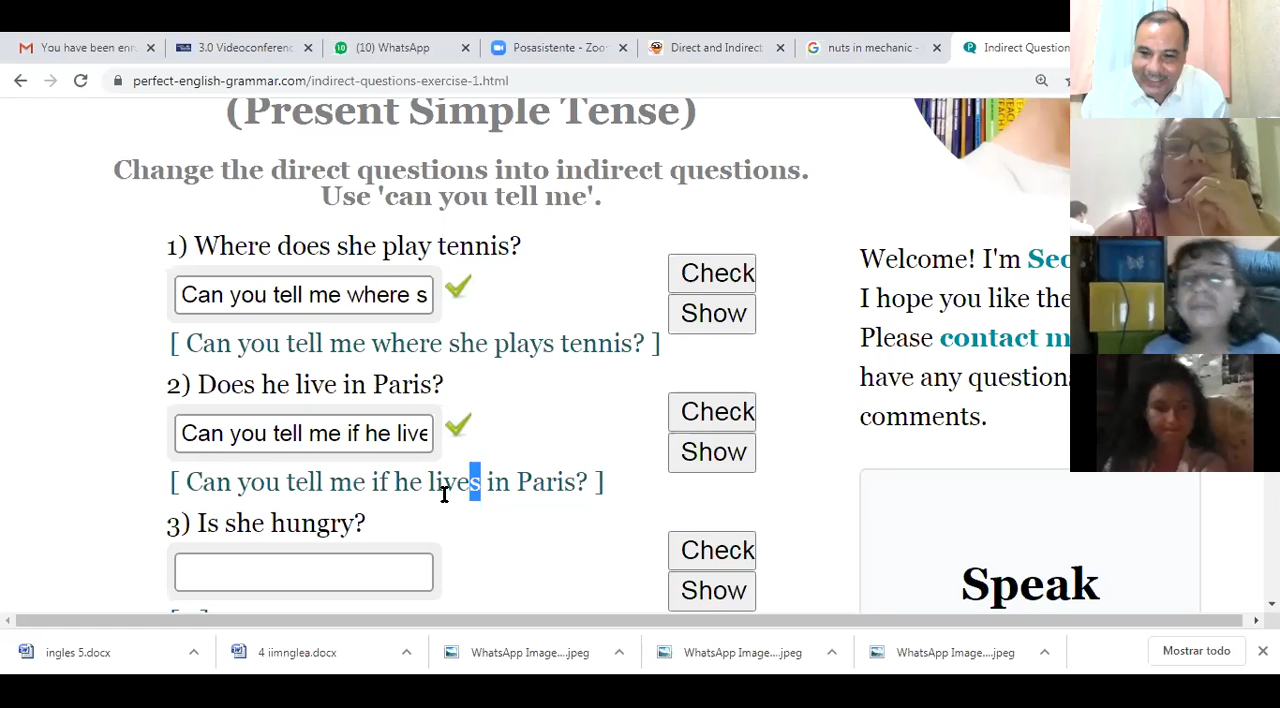 You have been enr
3.0 Videoconferenc
(10) WhatsApp
Posasistente - Zoo
Direct and Indirect
nuts in mechanic -
Indirect Question
perfect-english-grammar.com/indirect-questions-exercise-1.html
(Present Simple Tense)
Change the direct questions into indirect questions.
Use 'can you tell me'.
1) Where does she play tennis?
Can you tell me where s
Check
Show
[ Can you tell me where she plays tennis? ]
2) Does he live in Paris?
Can you tell me if he live
Check
Show
[ Can you tell me if he lives in Paris? ]
3) Is she hungry?
Check
Show
[ ]
Welcome! I'm Seo
I hope you like the
Please contact m
have any question
comments.
Speak
ingles 5.docx
4 iimnglea.docx
WhatsApp Image....jpeg
WhatsApp Image....jpeg
WhatsApp Image....jpeg
Mostrar todo